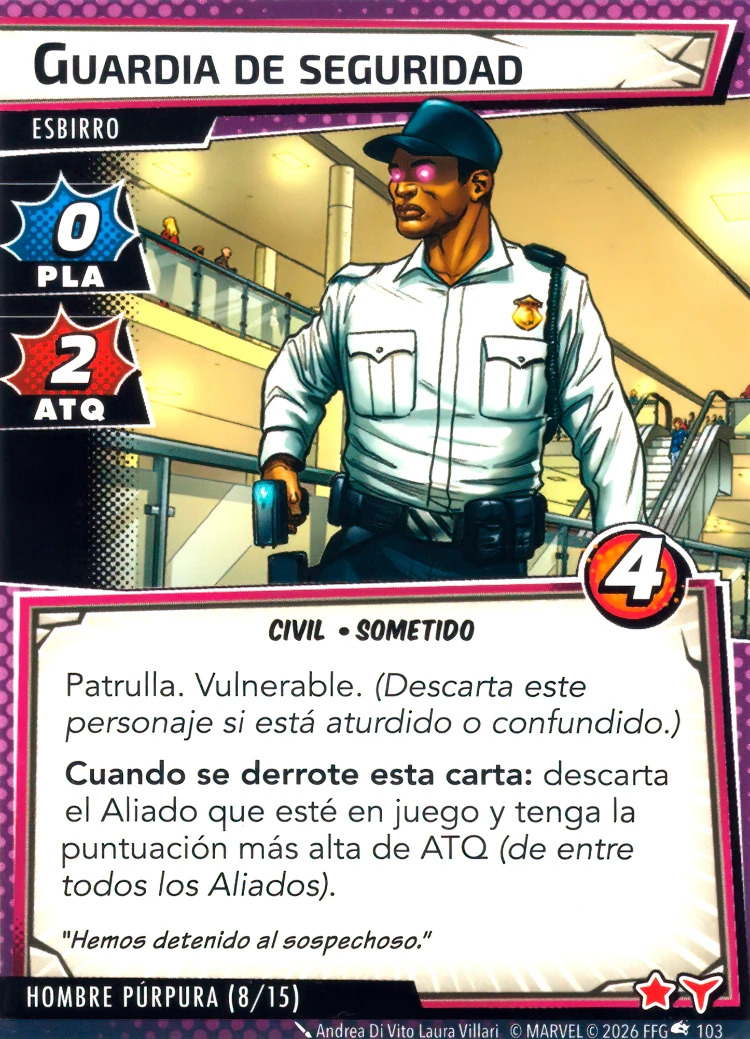 GUARDIA DE SEGURIDAD
ESBIRRO
0
PLA
2
ATQ
4
CIVIL • SOMETIDO
Patrulla. Vulnerable. (Descarta este
personaje si está aturdido o confundido.)
Cuando se derrote esta carta: descarta
el Aliado que esté en juego y tenga la
puntuación más alta de ATQ (de entre
todos los Aliados).
"Hemos detenido al sospechoso."
HOMBRE PÚRPURA (8/15)
Andrea Di Vito Laura Villari © MARVEL © 2026 FFG 103